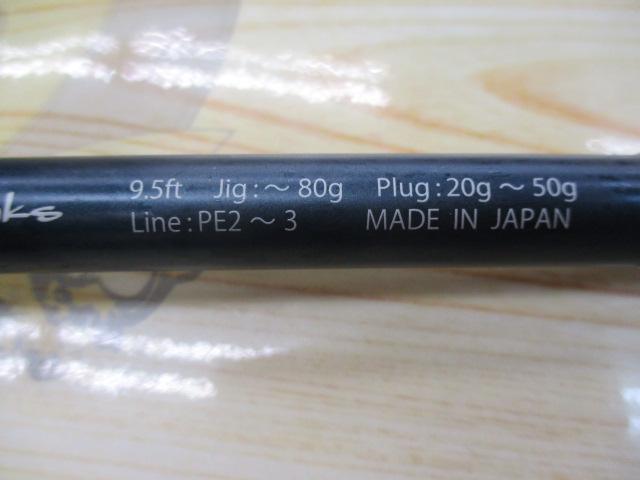 9.5ft Jig : ～ 80g Plug : 20g ～ 50g
Line : PE2 ～ 3 MADE IN JAPAN